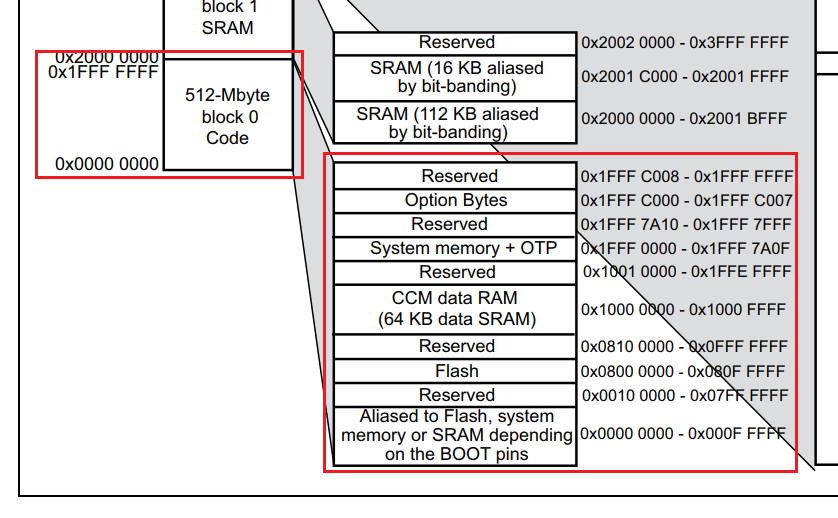 block 1
SRAM
0x2000 0000
0x1FFF FFFF
512-Mbyte
block 0
Code
0x0000 0000
Reserved 0x2002 0000 - 0x3FFF FFFF
SRAM (16 KB aliased
by bit-banding) 0x2001 C000 - 0x2001 FFFF
SRAM (112 KB aliased
by bit-banding) 0x2000 0000 - 0x2001 BFFF
Reserved 0x1FFF C008 - 0x1FFF FFFF
Option Bytes 0x1FFF C000 - 0x1FFF C007
Reserved 0x1FFF 7A10 - 0x1FFF 7FFF
System memory + OTP 0x1FFF 0000 - 0x1FFF 7A0F
Reserved 0x1001 0000 - 0x1FFE FFFF
CCM data RAM
(64 KB data SRAM) 0x1000 0000 - 0x1000 FFFF
Reserved 0x0810 0000 - 0x0FFF FFFF
Flash 0x0800 0000 - 0x080F FFFF
Reserved 0x0010 0000 - 0x07FF FFFF
Aliased to Flash, system
memory or SRAM depending 0x0000 0000 - 0x000F FFFF
on the BOOT pins